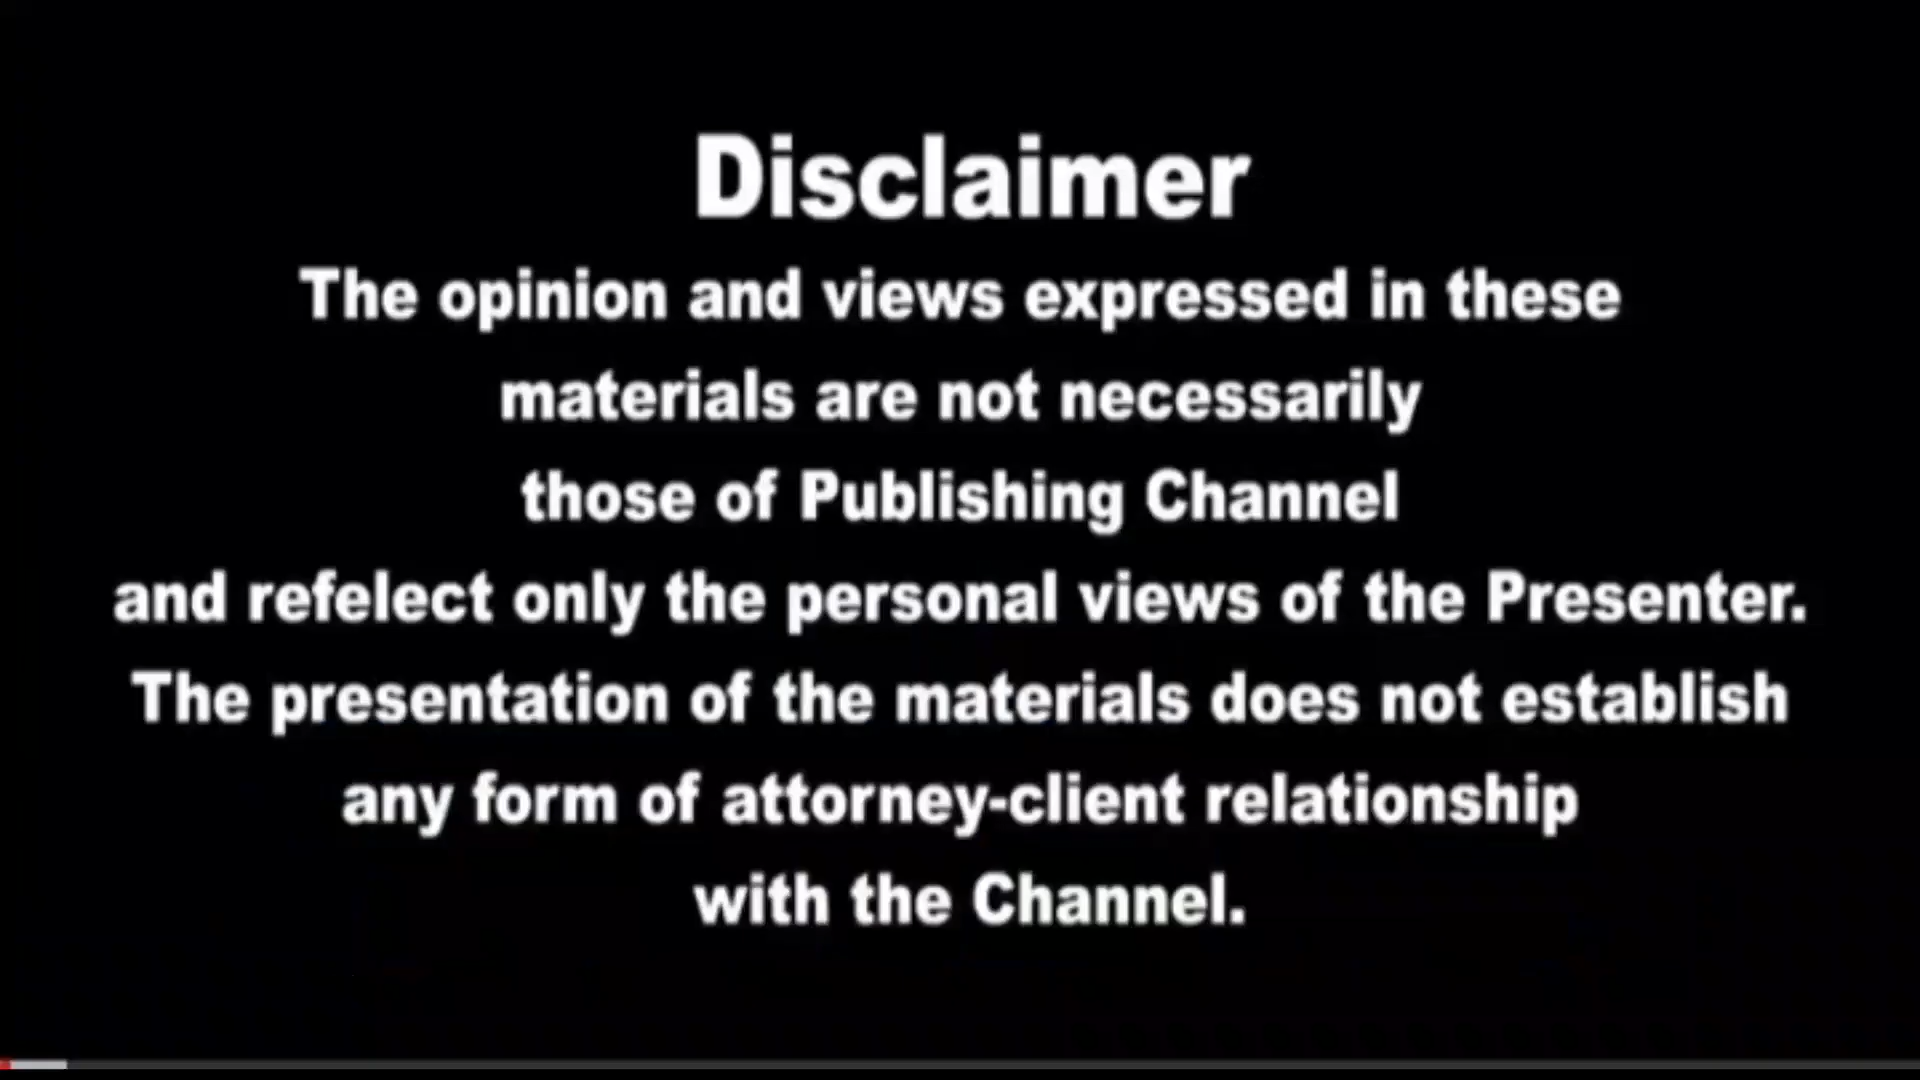 Disclaimer
The opinion and views expressed in these
materials are not necessarily
those of Publishing Channel
and refelect only the personal views of the Presenter.
The presentation of the materials does not establish
any form of attorney-client relationship
with the Channel.